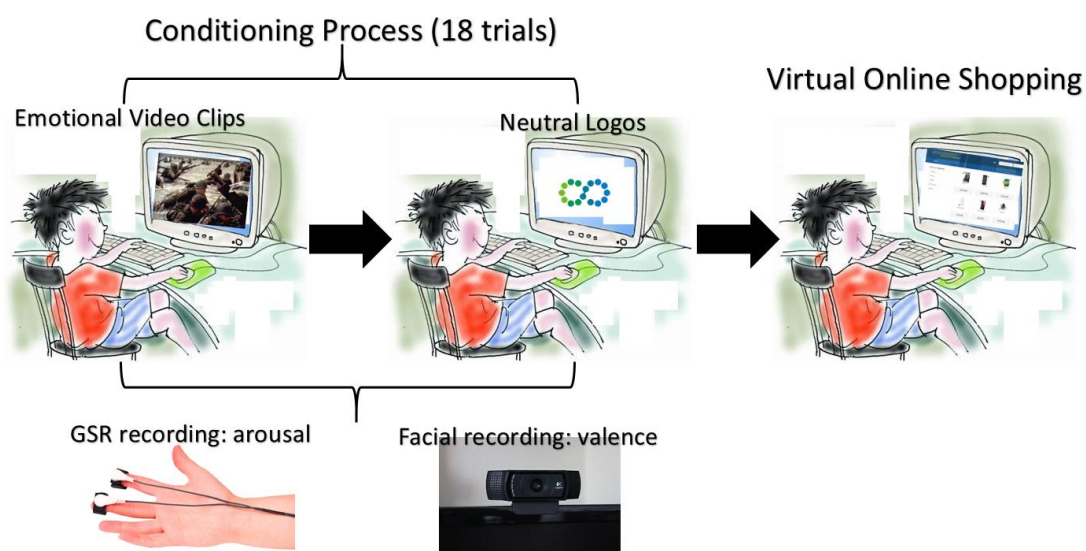 Conditioning Process (18 trials)
Virtual Online Shopping
Emotional Video Clips
Neutral Logos
GSR recording: arousal
Facial recording: valence